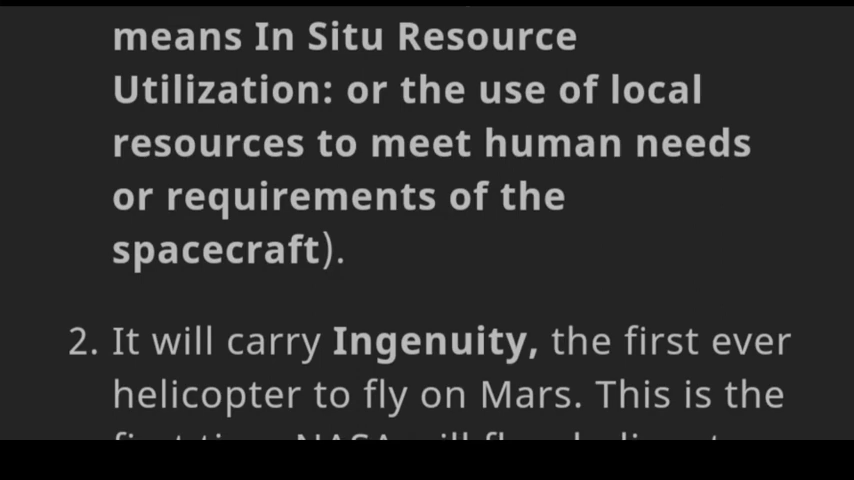 means In Situ Resource
Utilization: or the use of local
resources to meet human needs
or requirements of the
spacecraft).
2. It will carry Ingenuity, the first ever
helicopter to fly on Mars. This is the